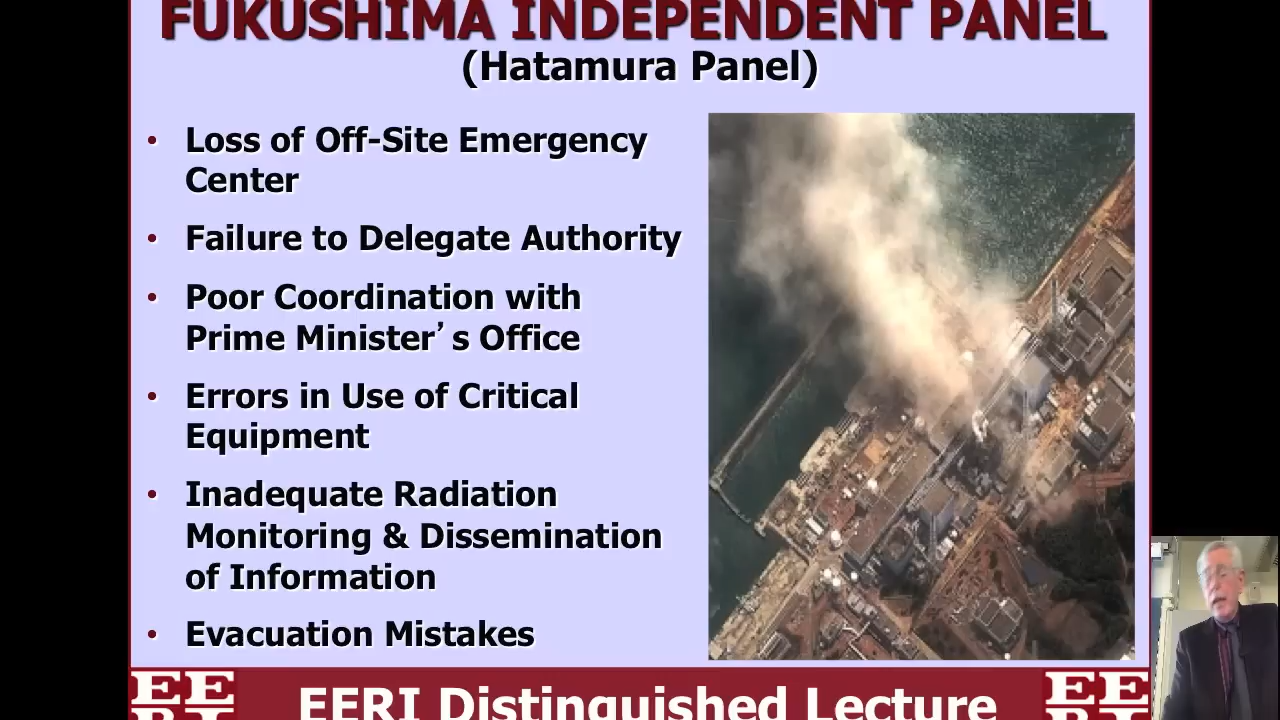 FUKUSHIMA INDEPENDENT PANEL
(Hatamura Panel)
• Loss of Off-Site Emergency
Center
• Failure to Delegate Authority
• Poor Coordination with
Prime Minister’s Office
• Errors in Use of Critical
Equipment
• Inadequate Radiation
Monitoring & Dissemination
of Information
• Evacuation Mistakes
EERI EERI Distinguished Lecture EERI